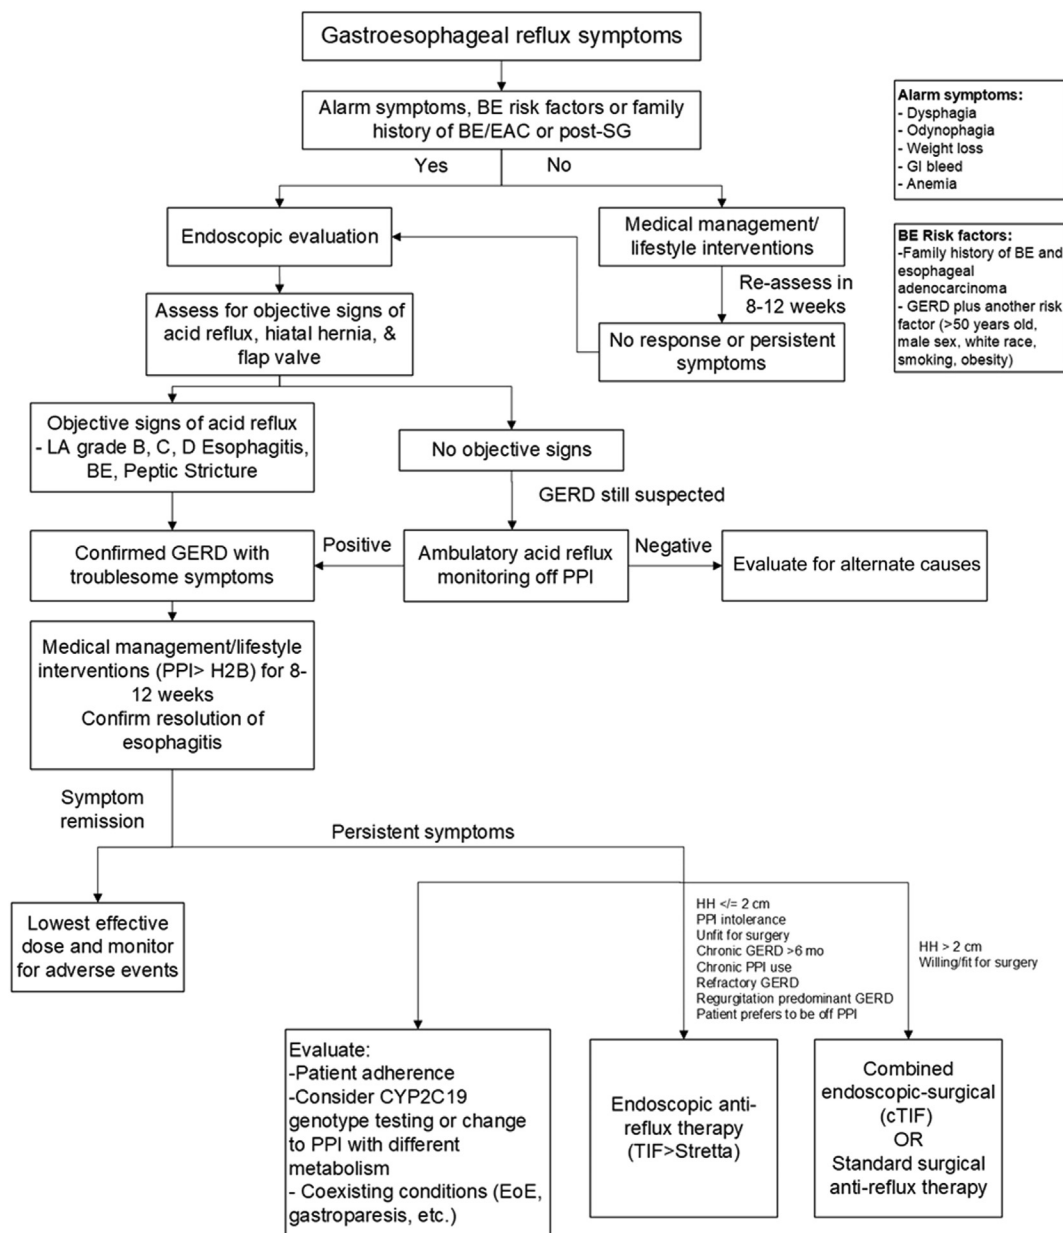 Gastroesophageal reflux symptoms
Alarm symptoms, BE risk factors or family
history of BE/EAC or post-SG
Yes
No
Alarm symptoms:
- Dysphagia
- Odynophagia
- Weight loss
- GI bleed
- Anemia
Endoscopic evaluation
Medical management/
lifestyle interventions
BE Risk factors:
-Family history of BE and
esophageal
adenocarcinoma
- GERD plus another risk
factor (>50 years old,
male sex, white race,
smoking, obesity)
Re-assess in
8-12 weeks
Assess for objective signs of
acid reflux, hiatal hernia, &
flap valve
No response or persistent
symptoms
Objective signs of acid reflux
- LA grade B, C, D Esophagitis,
BE, Peptic Stricture
No objective signs
GERD still suspected
Confirmed GERD with
troublesome symptoms
Positive
Ambulatory acid reflux
monitoring off PPI
Negative
Evaluate for alternate causes
Medical management/lifestyle
interventions (PPI> H2B) for 8-
12 weeks
Confirm resolution of
esophagitis
Symptom
remission
Persistent symptoms
Lowest effective
dose and monitor
for adverse events
HH </= 2 cm
PPI intolerance
Unfit for surgery
Chronic GERD >6 mo
Chronic PPI use
Refractory GERD
Regurgitation predominant GERD
Patient prefers to be off PPI
HH > 2 cm
Willing/fit for surgery
Evaluate:
-Patient adherence
-Consider CYP2C19
genotype testing or change
to PPI with different
metabolism
- Coexisting conditions (EoE,
gastroparesis, etc.)
Endoscopic anti-
reflux therapy
(TIF>Stretta)
Combined
endoscopic-surgical
(cTIF)
OR
Standard surgical
anti-reflux therapy